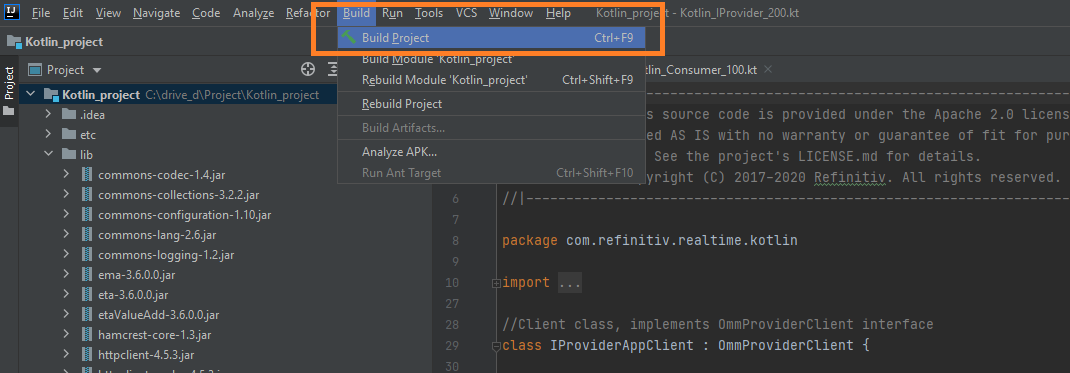 IJ File Edit View Navigate Code Analyze Refactor Build Run Tools VCS Window Help Kotlin_project - Kotlin_IProvider_200.kt
Kotlin_project
Build Project Ctrl+F9
Build Module 'Kotlin_project'
Rebuild Module 'Kotlin_project' Ctrl+Shift+F9
Rebuild Project
Build Artifacts...
Analyze APK...
Run Ant Target Ctrl+Shift+F10
Project
Project
Kotlin_project C:\drive_d\Project\Kotlin_project
.idea
etc
lib
commons-codec-1.4.jar
commons-collections-3.2.2.jar
commons-configuration-1.10.jar
commons-lang-2.6.jar
commons-logging-1.2.jar
ema-3.6.0.0.jar
eta-3.6.0.0.jar
etaValueAdd-3.6.0.0.jar
hamcrest-core-1.3.jar
httpclient-4.5.3.jar
tlin_Consumer_100.kt
s source code is provided under the Apache 2.0 licens
ed AS IS with no warranty or guarantee of fit for pur
See the project's LICENSE.md for details.
pyright (C) 2017-2020 Refinitiv. All rights reserved.
6 //|-----------------------------------------------------------------
7
8 package com.refinitiv.realtime.kotlin
9
10 import ...
27
28 //Client class, implements OmmProviderClient interface
29 class IProviderAppClient : OmmProviderClient {
30